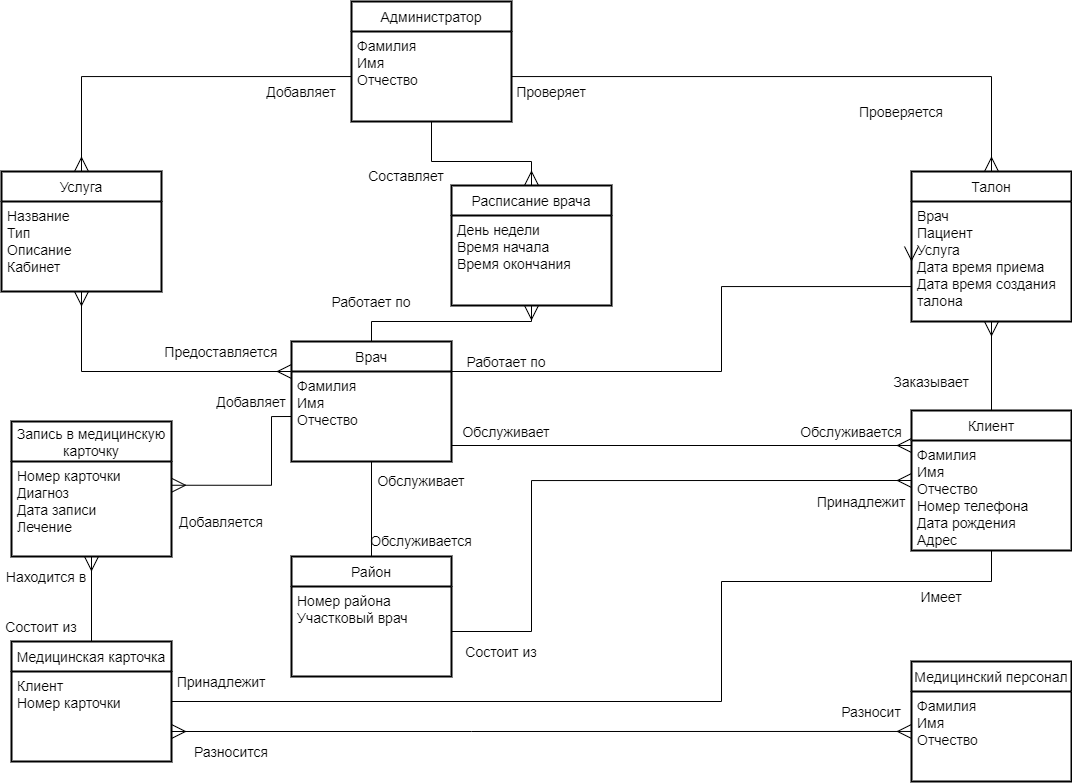 Администратор
Фамилия
Имя
Отчество
Добавляет
Проверяет
Проверяется
Составляет
Услуга
Название
Тип
Описание
Кабинет
Расписание врача
День недели
Время начала
Время окончания
Талон
Врач
Пациент
Услуга
Дата время приема
Дата время создания
талона
Работает по
Предоставляется
Врач
Фамилия
Имя
Отчество
Работает по
Заказывает
Добавляет
Обслуживает
Обслуживается
Запись в медицинскую
карточку
Номер карточки
Диагноз
Дата записи
Лечение
Добавляется
Клиент
Фамилия
Имя
Отчество
Номер телефона
Дата рождения
Адрес
Обслуживает
Принадлежит
Обслуживается
Находится в
Район
Номер района
Участковый врач
Имеет
Состоит из
Состоит из
Медицинская карточка
Клиент
Номер карточки
Принадлежит
Медицинский персонал
Фамилия
Имя
Отчество
Разносит
Разносится